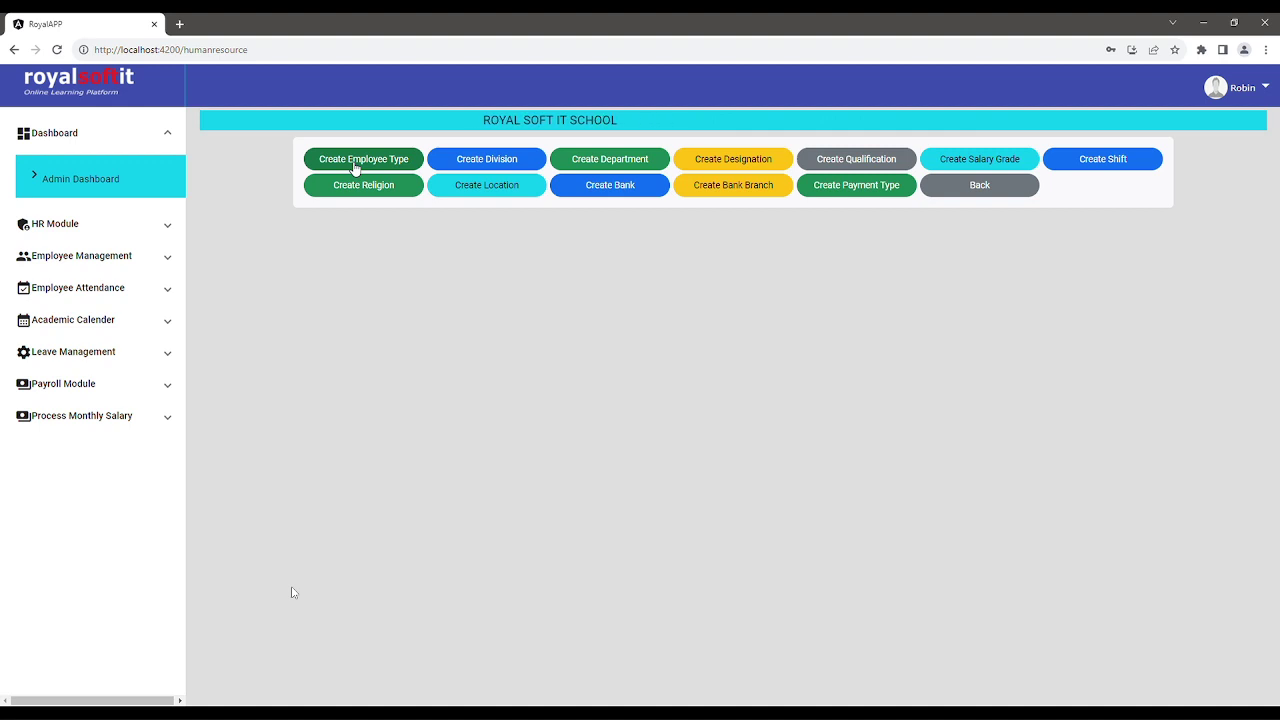 RoyalAPP
http://localhost:4200/humanresource
royalsoftit
Online Learning Platform
Robin
Dashboard
Admin Dashboard
HR Module
Employee Management
Employee Attendance
Academic Calender
Leave Management
Payroll Module
Process Monthly Salary
ROYAL SOFT IT SCHOOL
Create Employee Type Create Division Create Department Create Designation Create Qualification Create Salary Grade Create Shift
Create Religion Create Location Create Bank Create Bank Branch Create Payment Type Back